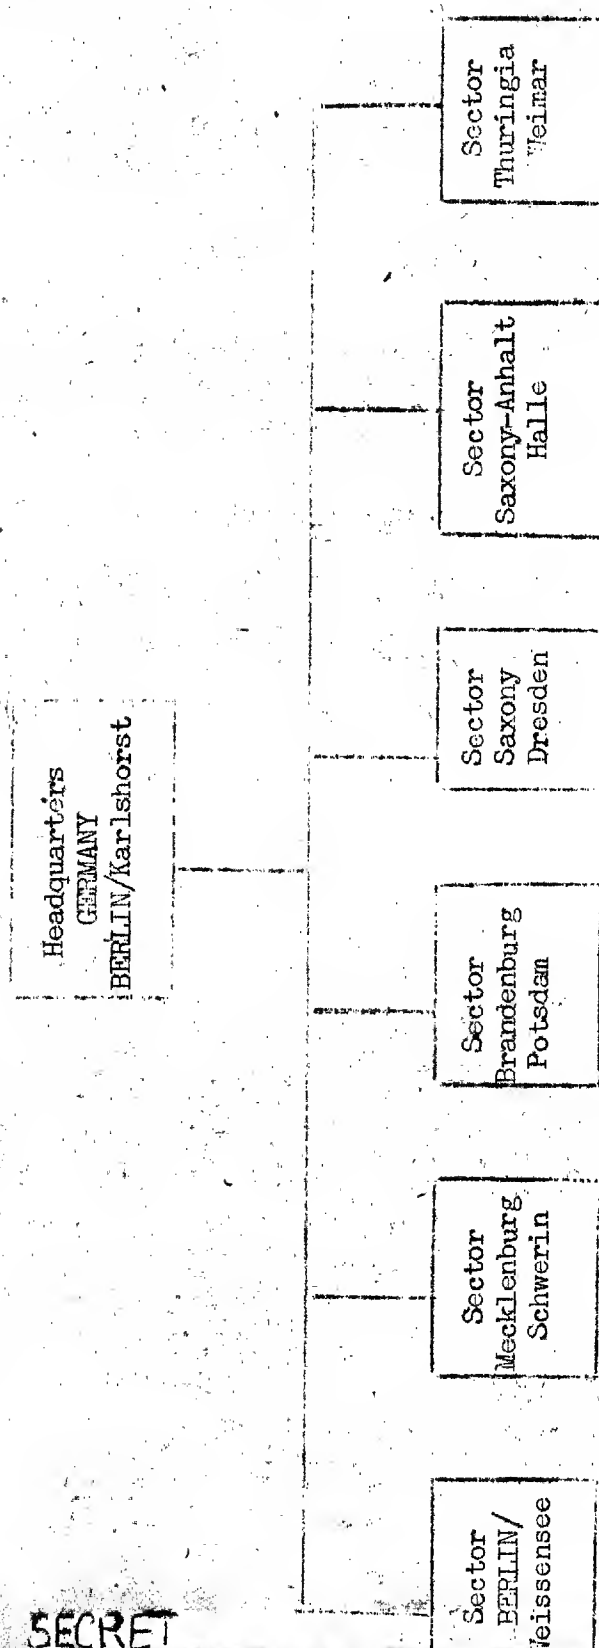 Headquarters
GERMANY
BERLIN/Karlshorst
Sector
BERLIN/
Weissensee
Sector
Mecklenburg
Schwerin
Sector
Brandenburg
Potsdam
Sector
Saxony
Dresden
Sector
Saxony-Anhalt
Halle
Sector
Thuringia
Weimar
SECRET